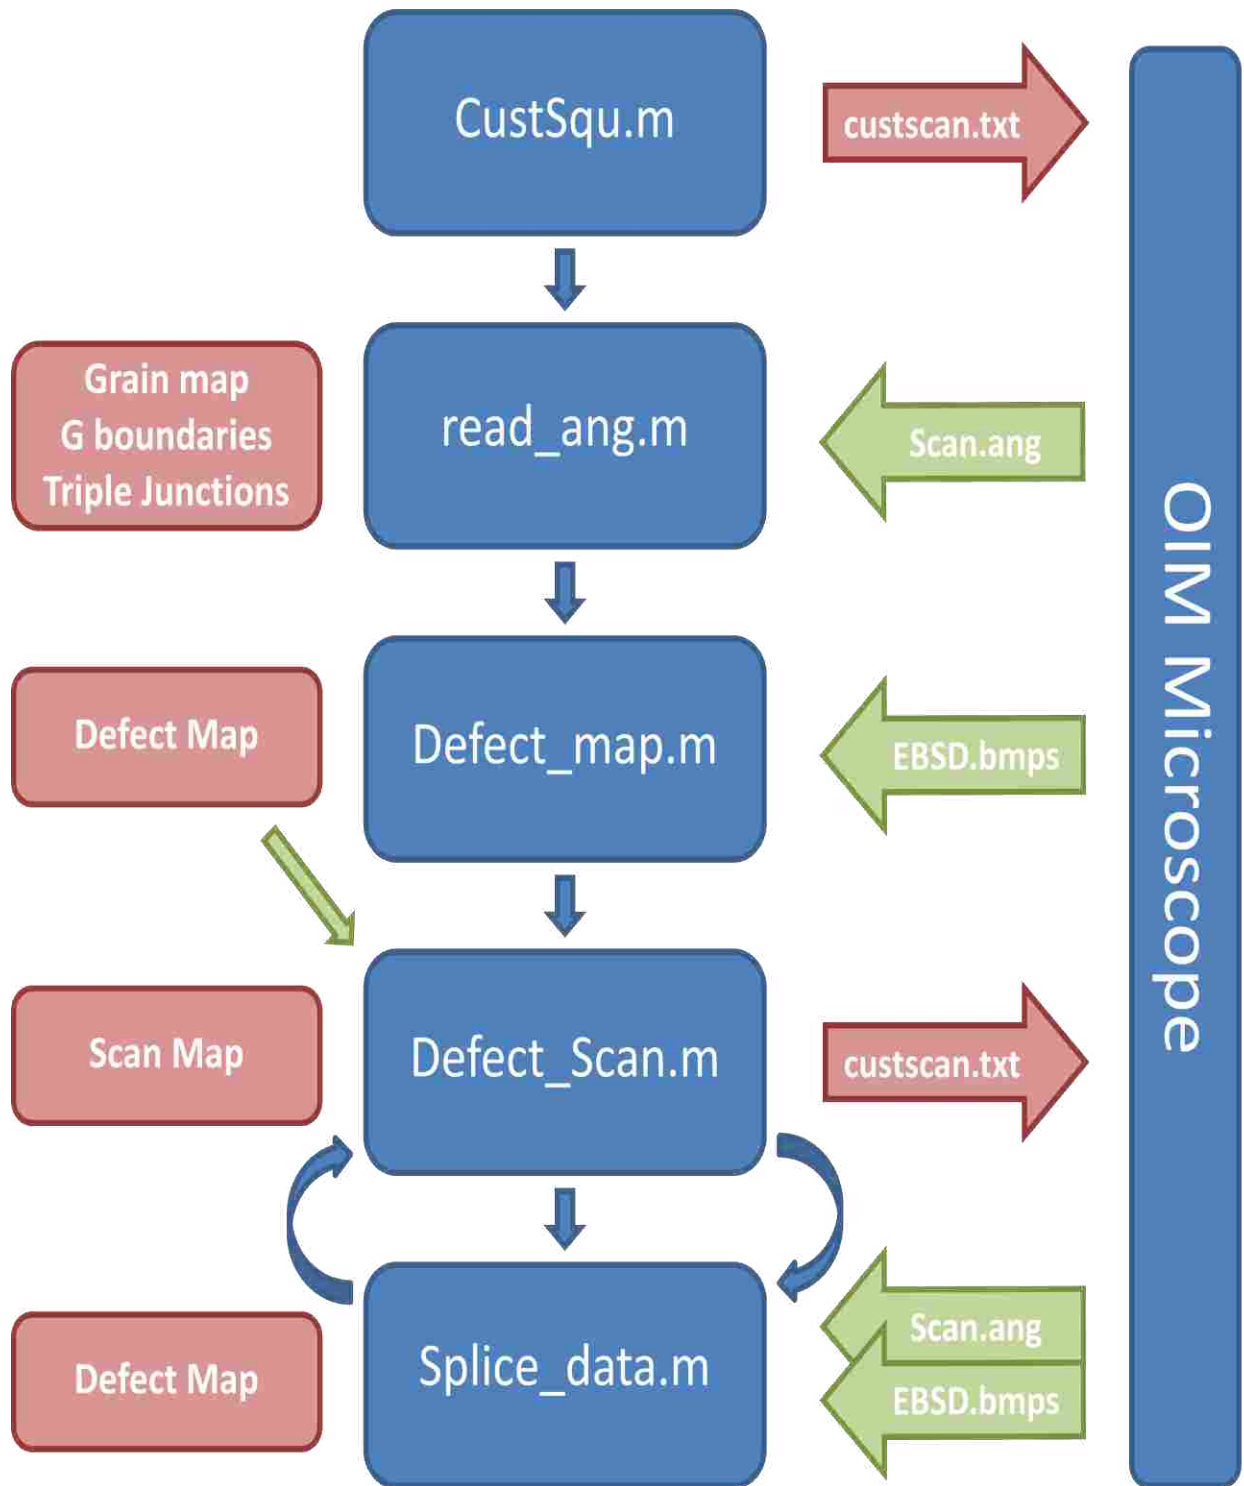 CustSqu.m
custscan.txt
Grain map
G boundaries
Triple Junctions
read_ang.m
Scan.ang
Defect Map
Defect_map.m
EBSD.bmps
OIM Microscope
Scan Map
Defect_Scan.m
custscan.txt
Defect Map
Splice_data.m
Scan.ang
EBSD.bmps